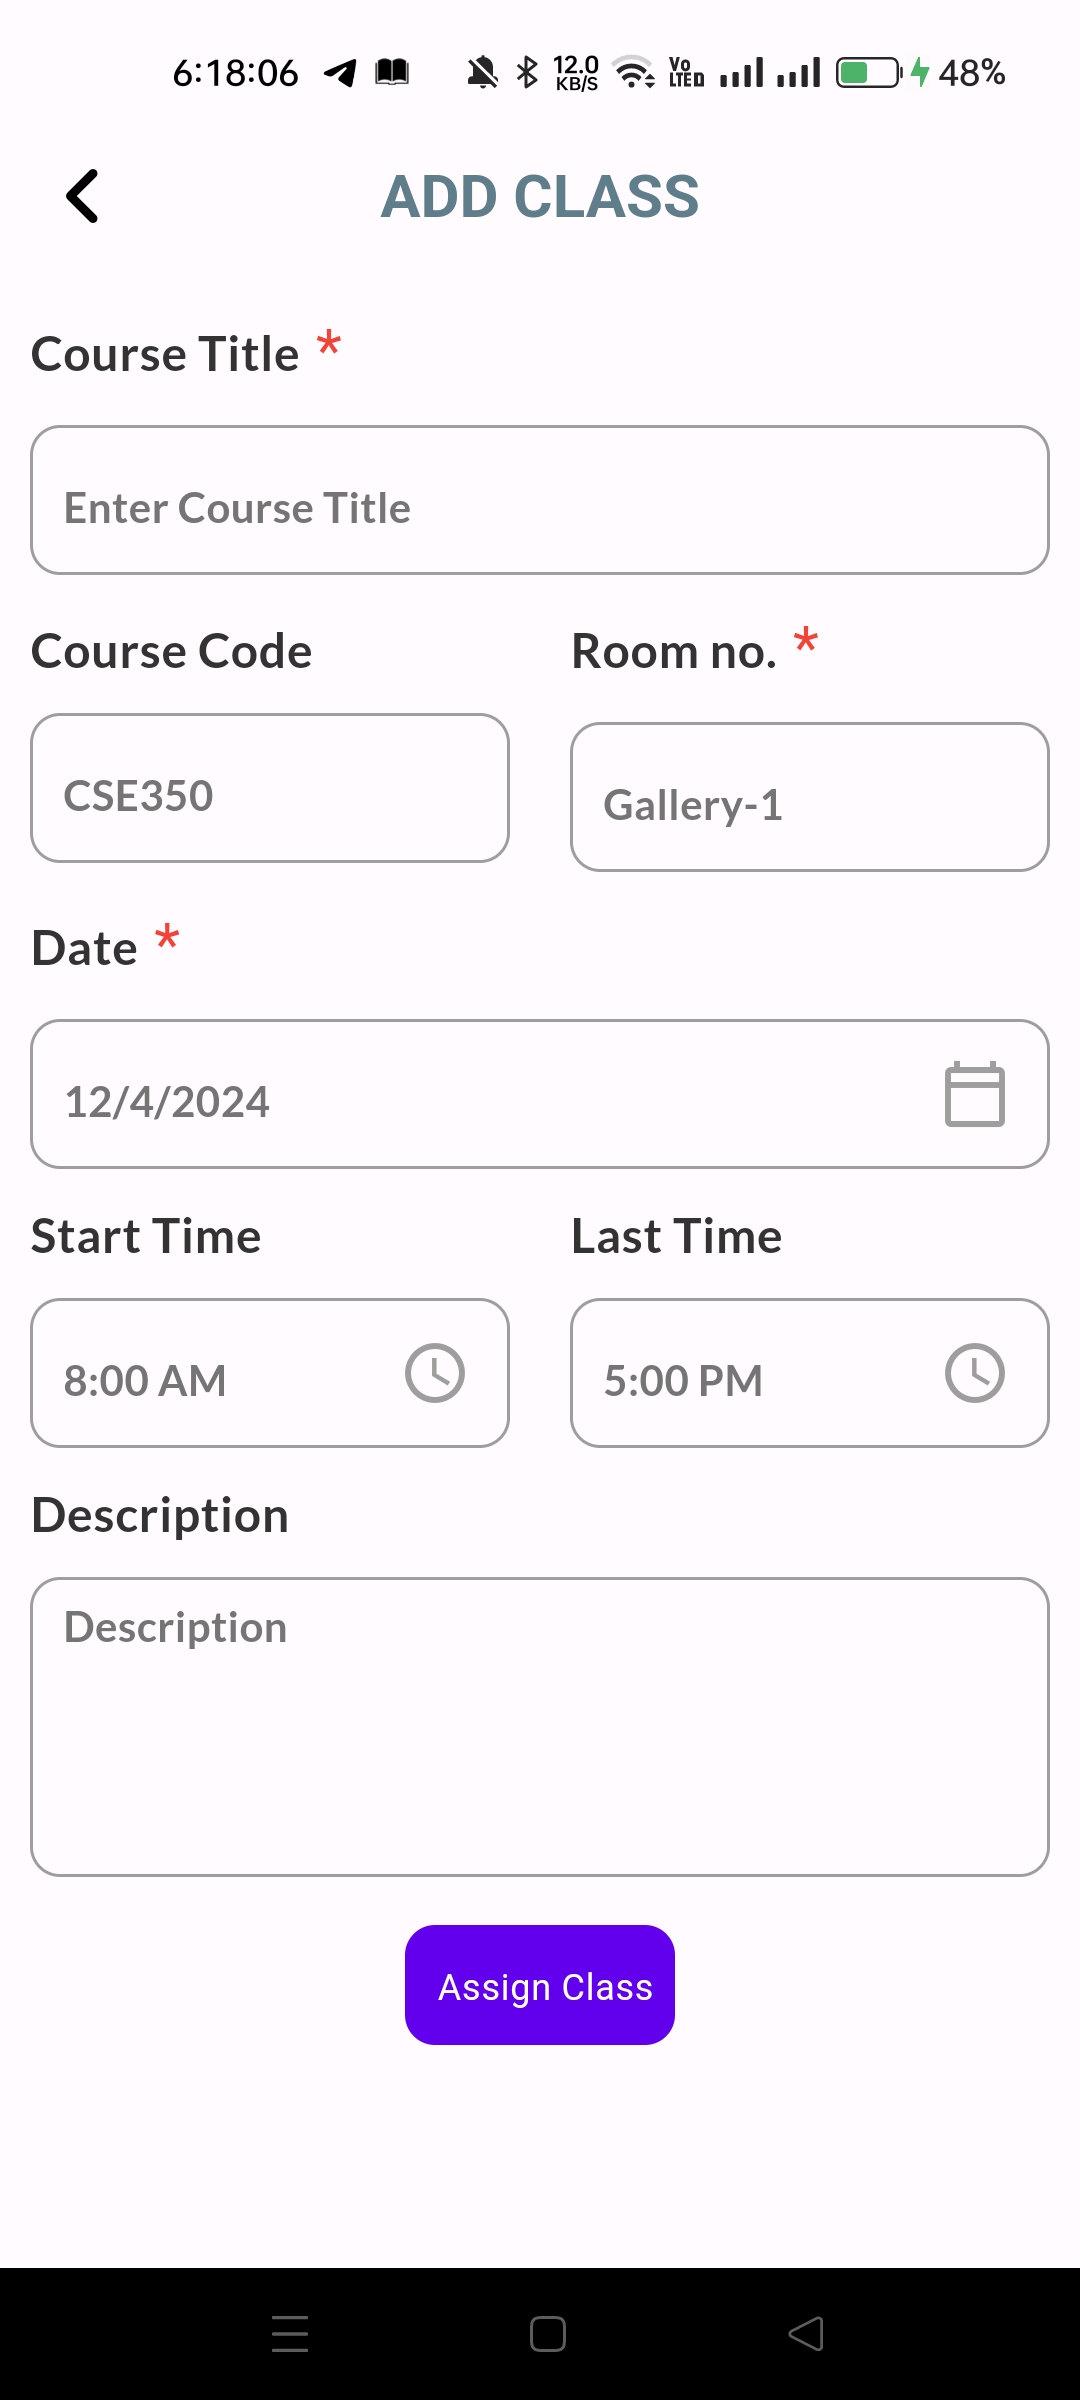 6:18:06 12.0 KB/S Vo LTED 48%
ADD CLASS
Course Title *
Enter Course Title
Course Code Room no. *
CSE350 Gallery-1
Date *
12/4/2024
Start Time Last Time
8:00 AM 5:00 PM
Description
Description
Assign Class